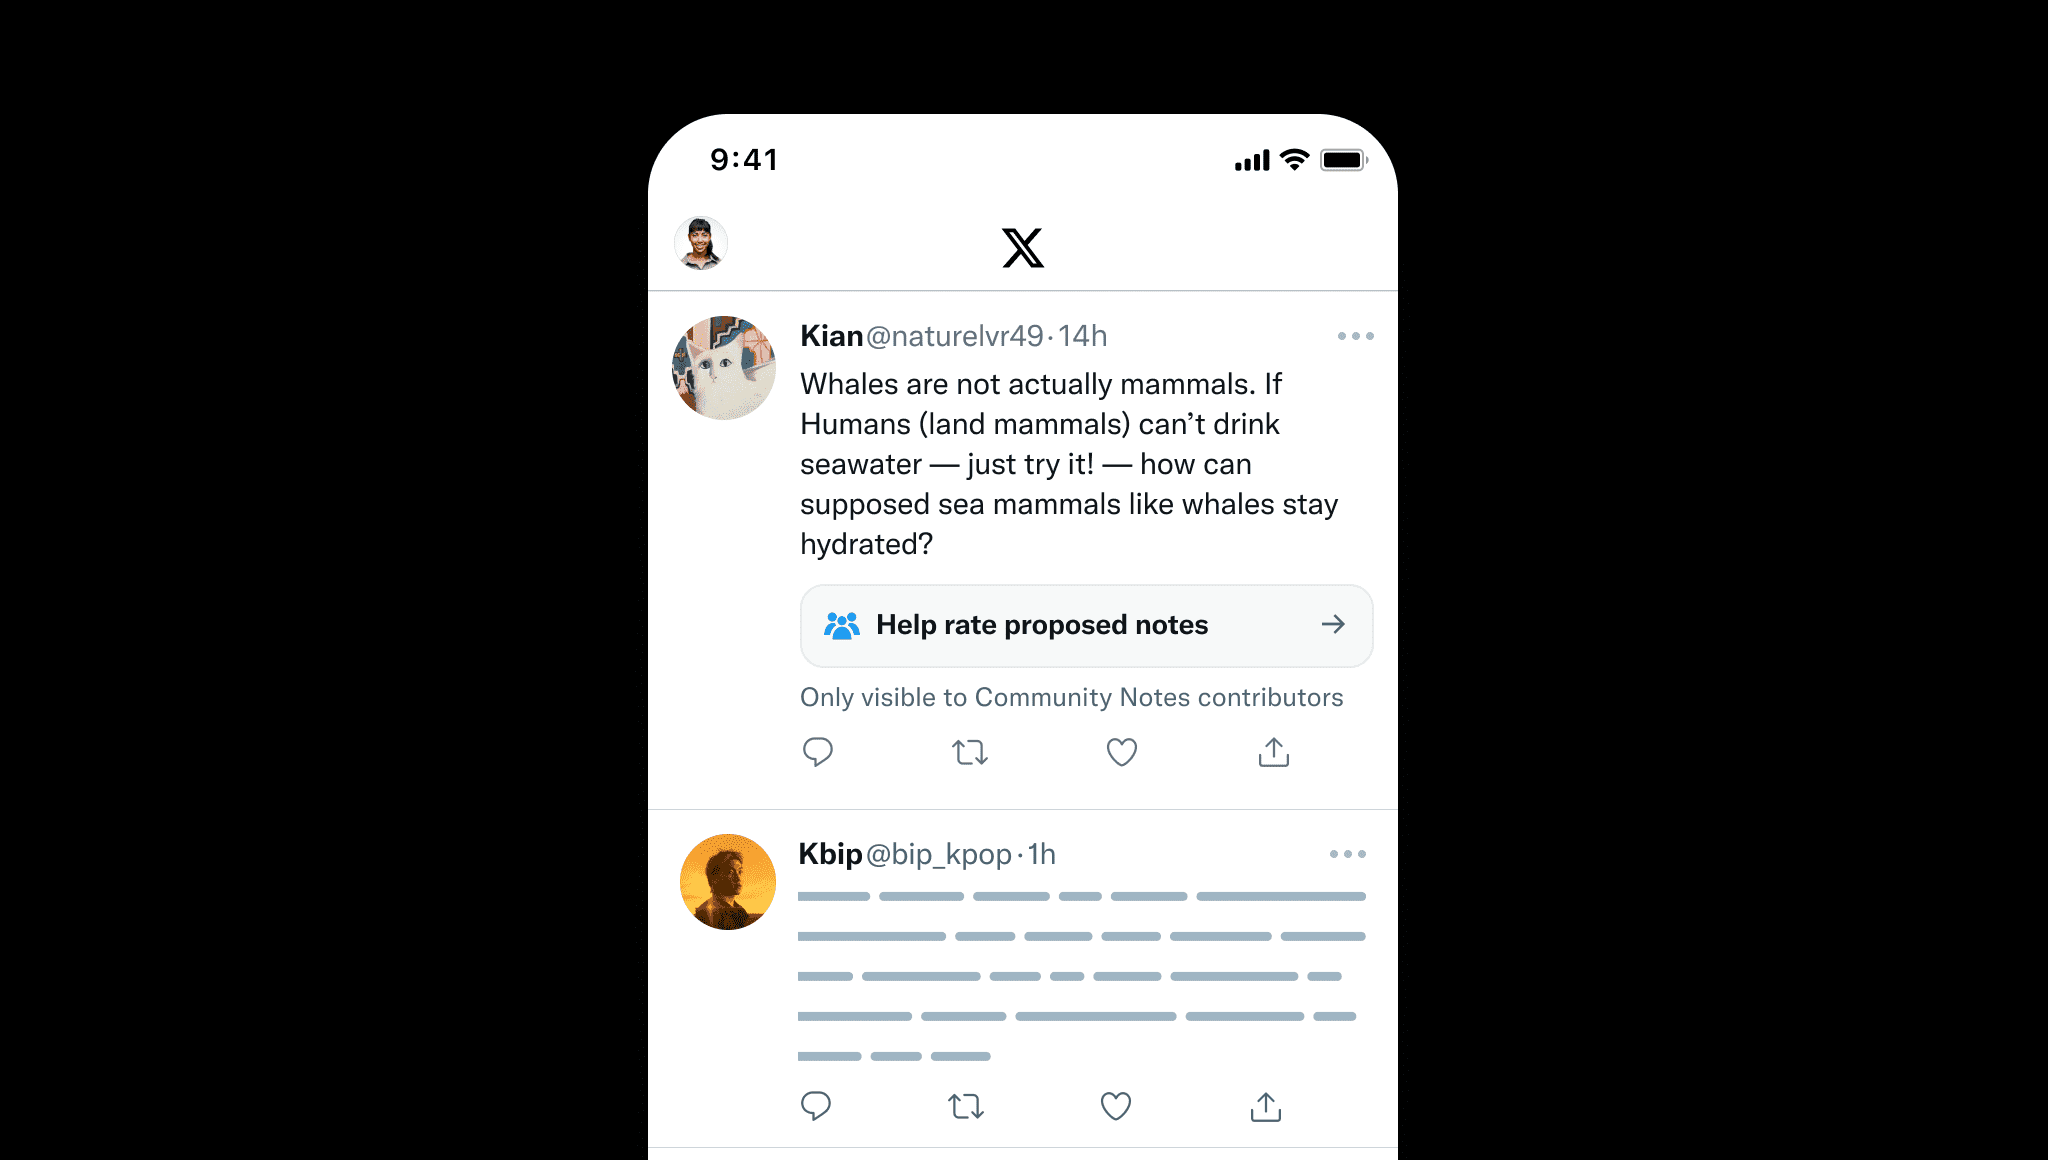 9:41
Kian@naturelvr49·14h
Whales are not actually mammals. If
Humans (land mammals) can’t drink
seawater — just try it! — how can
supposed sea mammals like whales stay
hydrated?
Help rate proposed notes
Only visible to Community Notes contributors
Kbip@bip_kpop·1h